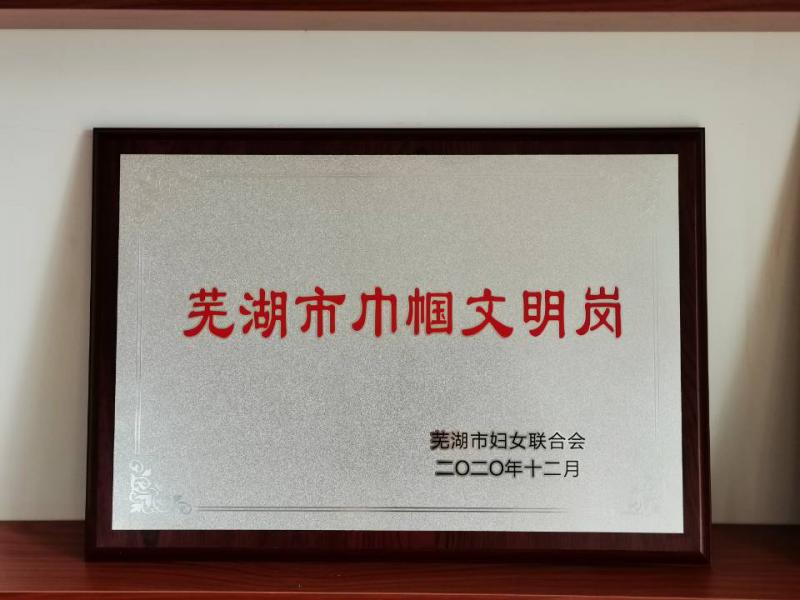 芜湖市巾帼文明岗
芜湖市妇女联合会
二〇二〇年十二月